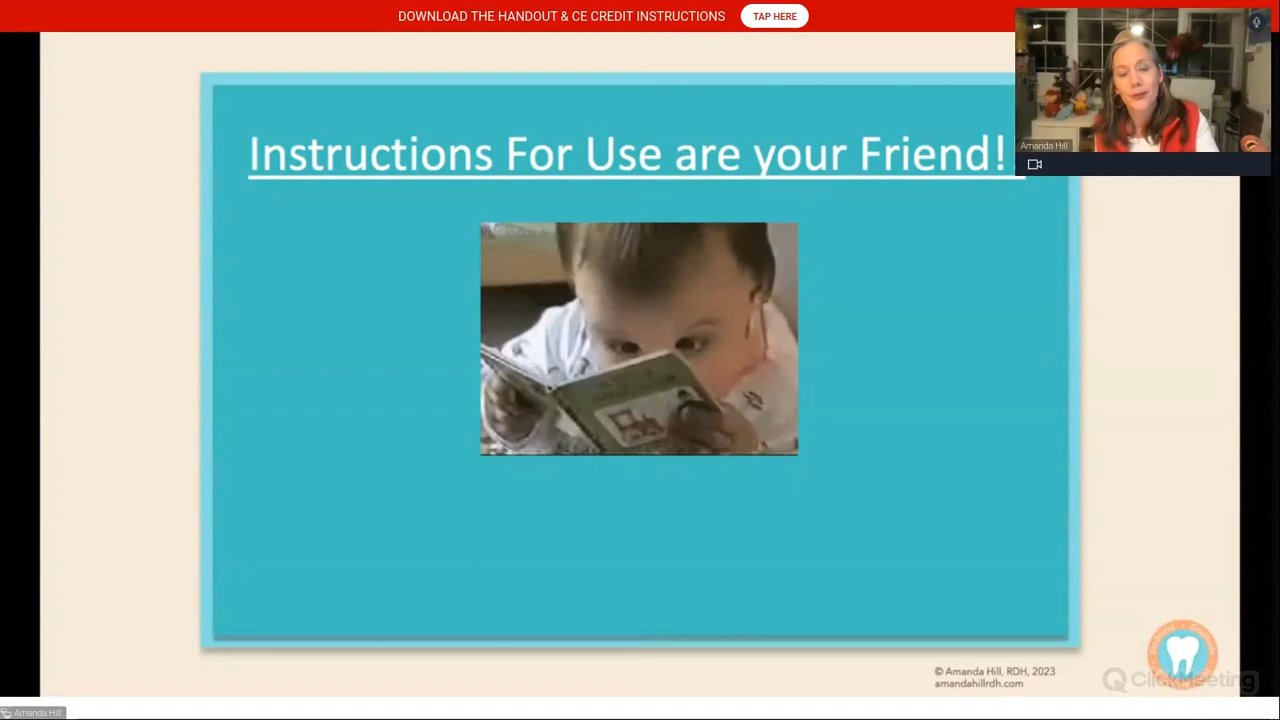 DOWNLOAD THE HANDOUT & CE CREDIT INSTRUCTIONS
TAP HERE
Amanda Hill
Instructions For Use are your Friend!
© Amanda Hill, RDH, 2023
amandahillrdh.com
ClickMeeting
Amanda Hill